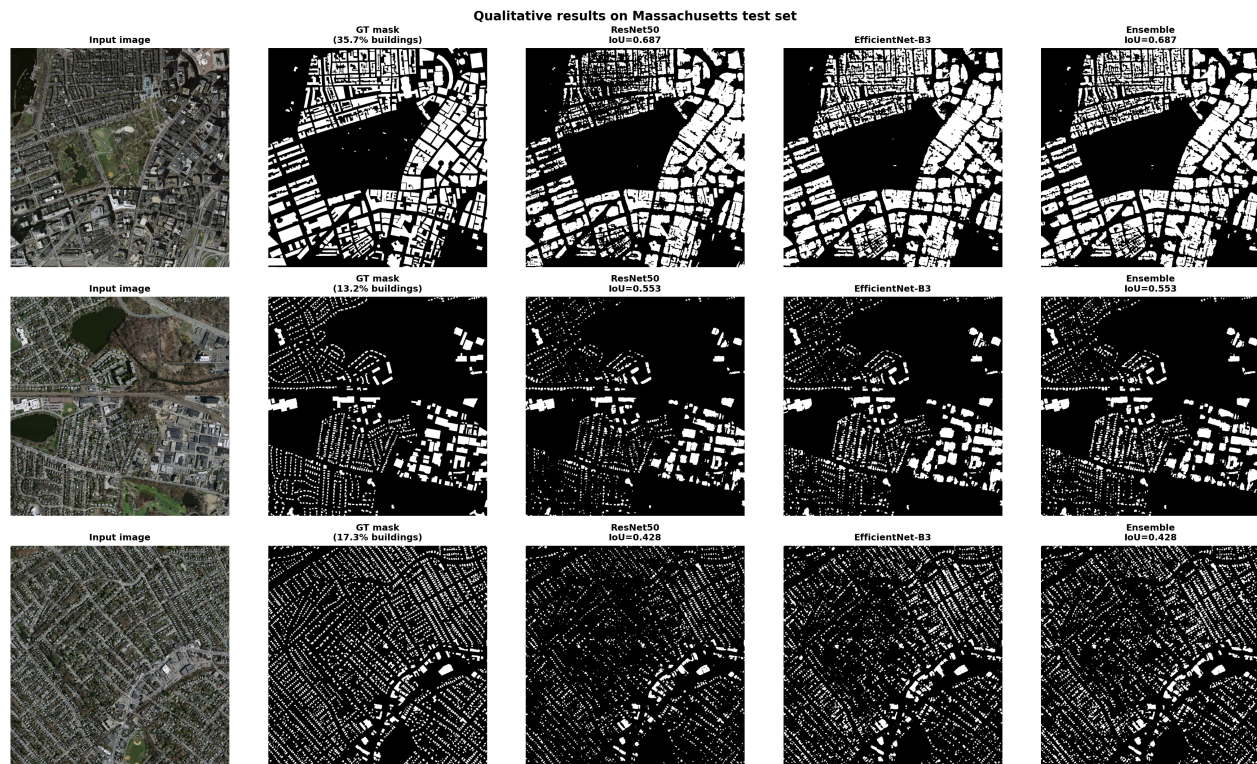 Qualitative results on Massachusetts test set
Input image
GT mask
(35.7% buildings)
ResNet50
IoU=0.687
EfficientNet-B3
Ensemble
IoU=0.687
Input image
GT mask
(13.2% buildings)
ResNet50
IoU=0.553
EfficientNet-B3
Ensemble
IoU=0.553
Input image
GT mask
(17.3% buildings)
ResNet50
IoU=0.428
EfficientNet-B3
Ensemble
IoU=0.428